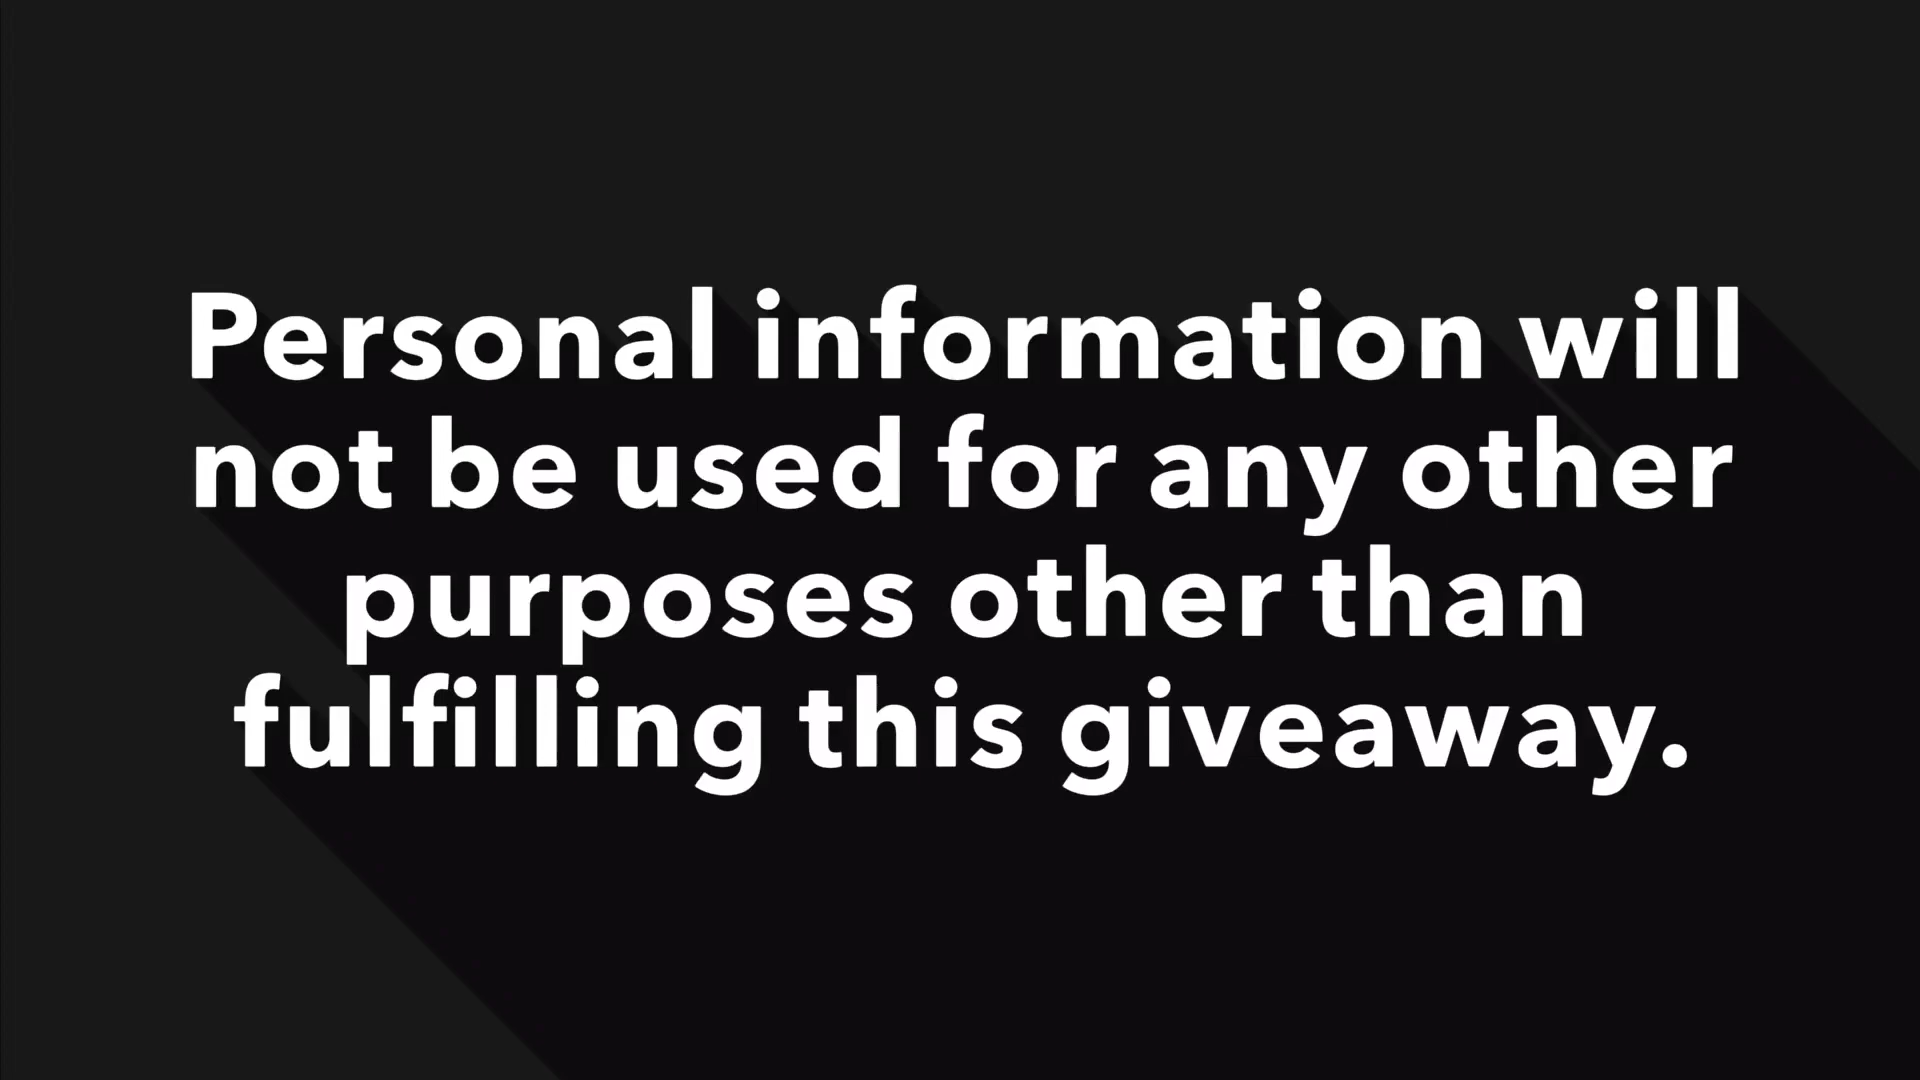 Personal information will
not be used for any other
purposes other than
fulfilling this giveaway.